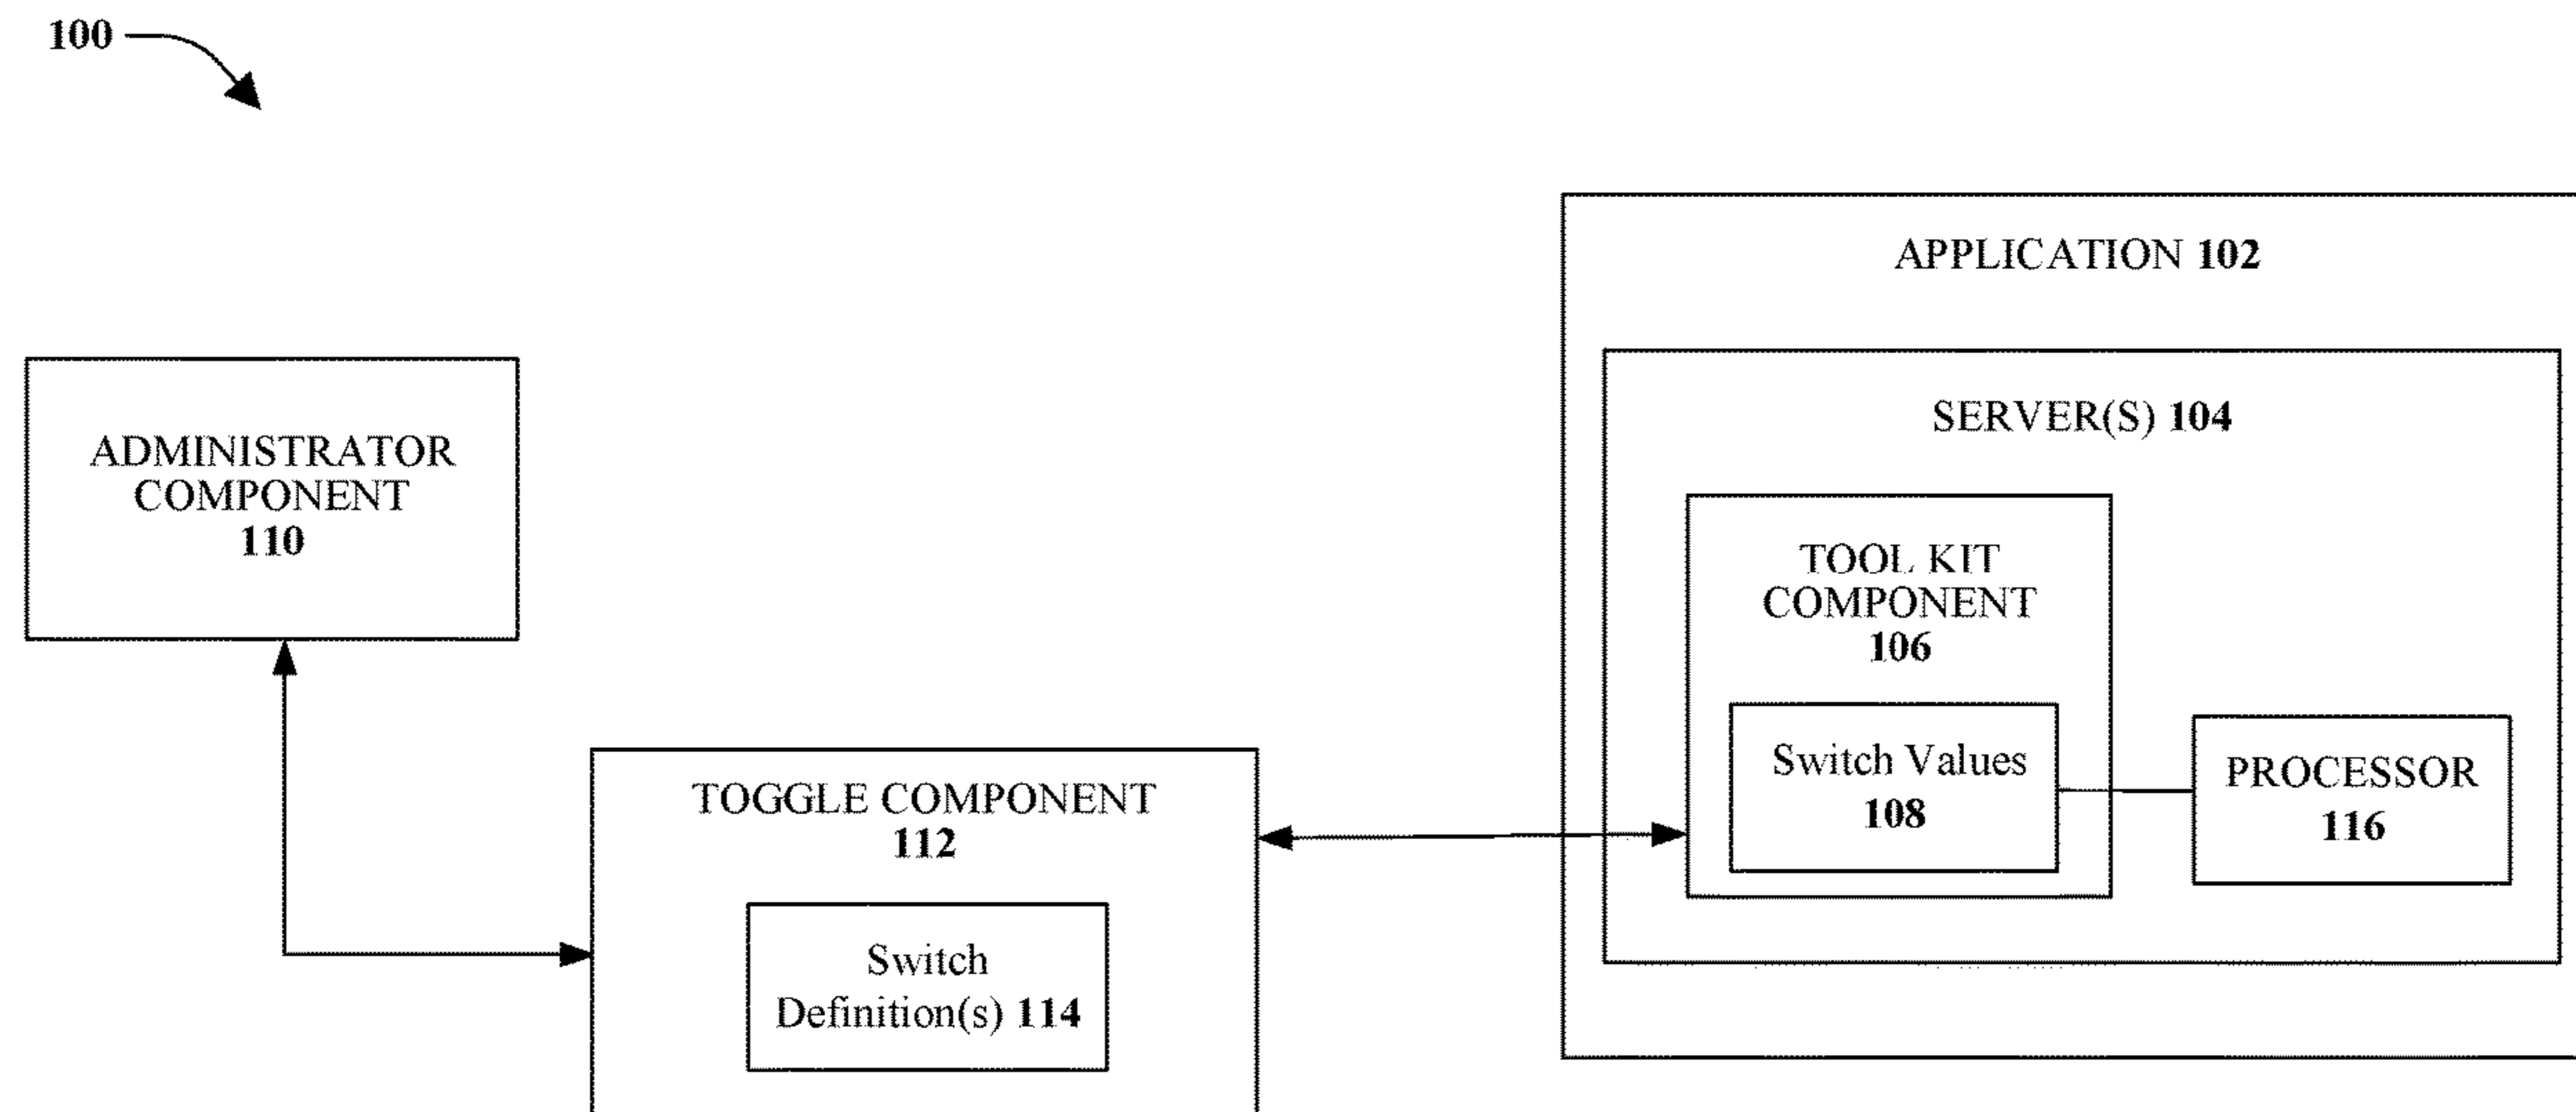 100
APPLICATION 102
SERVER(S) 104
ADMINISTRATOR
COMPONENT
110
TOOL KIT
COMPONENT
106
Switch Values
108
PROCESSOR
116
TOGGLE COMPONENT
112
Switch
Definition(s) 114